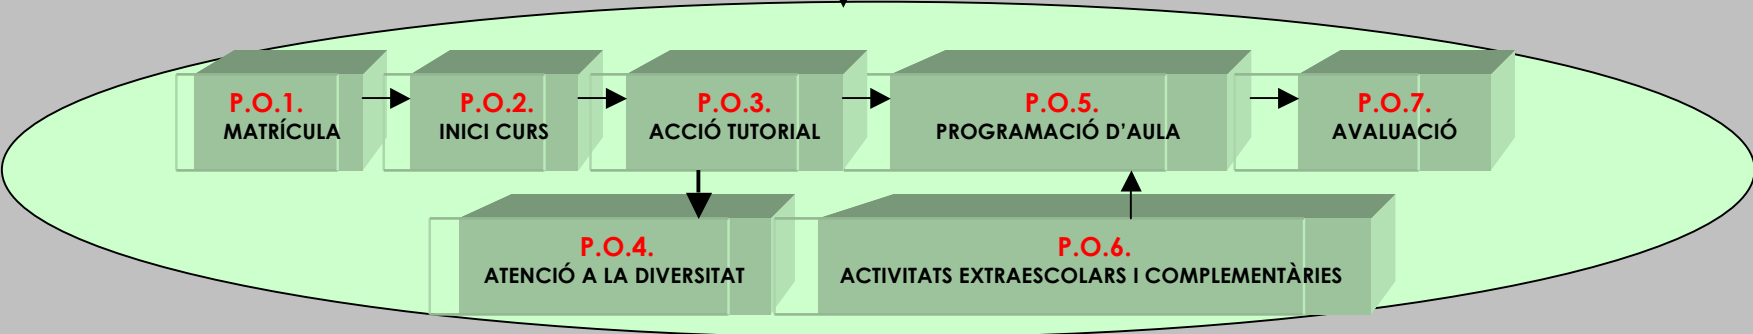 P.O.1.
MATRÍCULA
P.O.2.
INICI CURS
P.O.3.
ACCIÓ TUTORIAL
P.O.5.
PROGRAMACIÓ D'AULA
P.O.7.
AVALUACIÓ
P.O.4.
ATENCIÓ A LA DIVERSITAT
P.O.6.
ACTIVITATS EXTRAESCOLARS I COMPLEMENTÀRIES